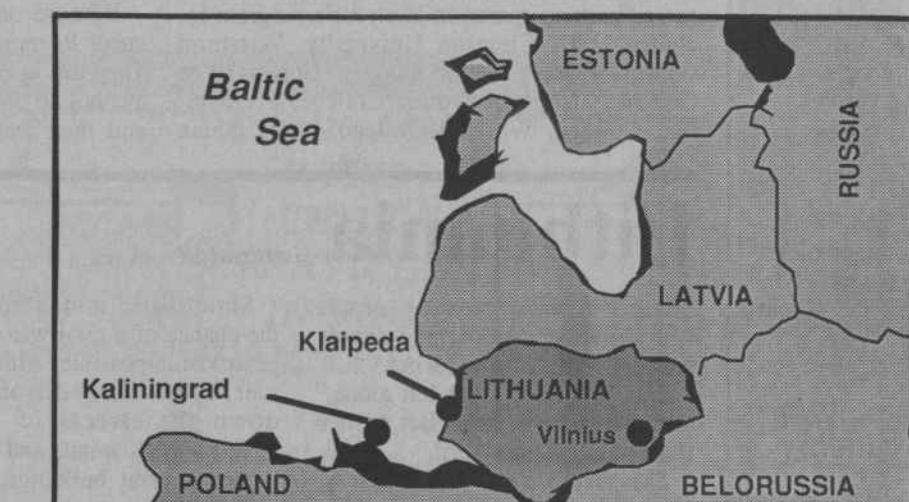 ESTONIA
Baltic
Sea
RUSSIA
LATVIA
Klaipeda
LITHUANIA
Kaliningrad
Vilnius
POLAND
BELORUSSIA